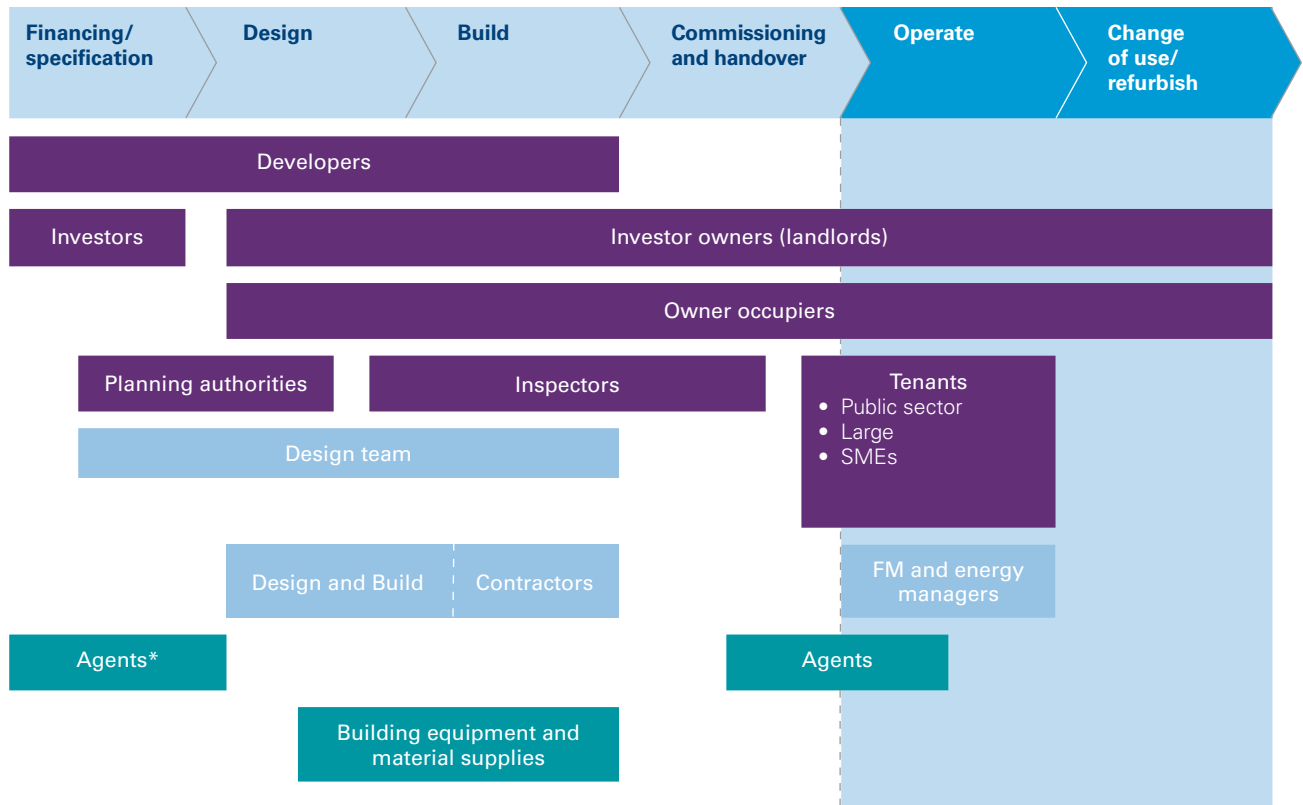 Financing/
specification
Design
Build
Commissioning
and handover
Operate
Change
of use/
refurbish
Developers
Investors
Investor owners (landlords)
Owner occupiers
Planning authorities
Inspectors
Tenants
• Public sector
• Large
• SMEs
Design team
Design and Build
Contractors
FM and energy
managers
Agents*
Agents
Building equipment and
material supplies